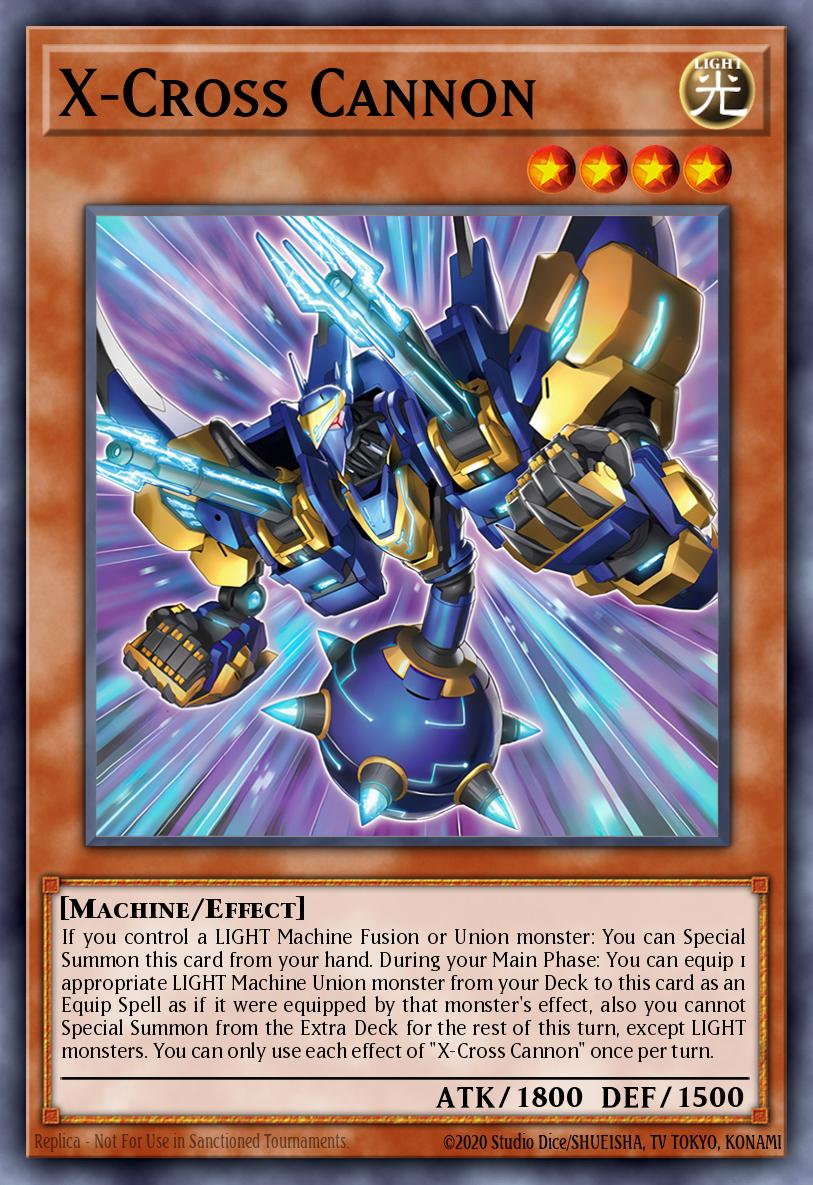 X-Cross Cannon
LIGHT
光
[Machine/Effect]
If you control a LIGHT Machine Fusion or Union monster: You can Special
Summon this card from your hand. During your Main Phase: You can equip 1
appropriate LIGHT Machine Union monster from your Deck to this card as an
Equip Spell as if it were equipped by that monster's effect, also you cannot
Special Summon from the Extra Deck for the rest of this turn, except LIGHT
monsters. You can only use each effect of "X-Cross Cannon" once per turn.
ATK/1800 DEF/1500
Replica - Not For Use in Sanctioned Tournaments.
©2020 Studio Dice/SHUEISHA, TV TOKYO, KONAMI